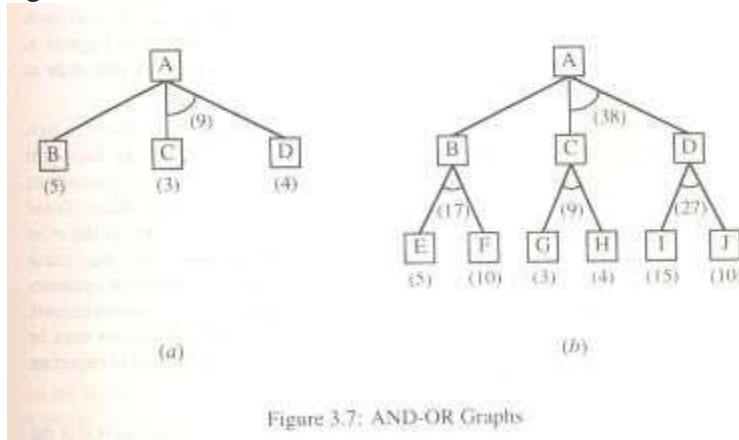 A
A
(9)
(38)
B
C
D
B
C
D
(5)
(3)
(4)
(17)
(9)
(27)
E
F
G
H
I
J
(5)
(10)
(3)
(4)
(15)
(10)
(a)
(b)
Figure 3.7: AND-OR Graphs